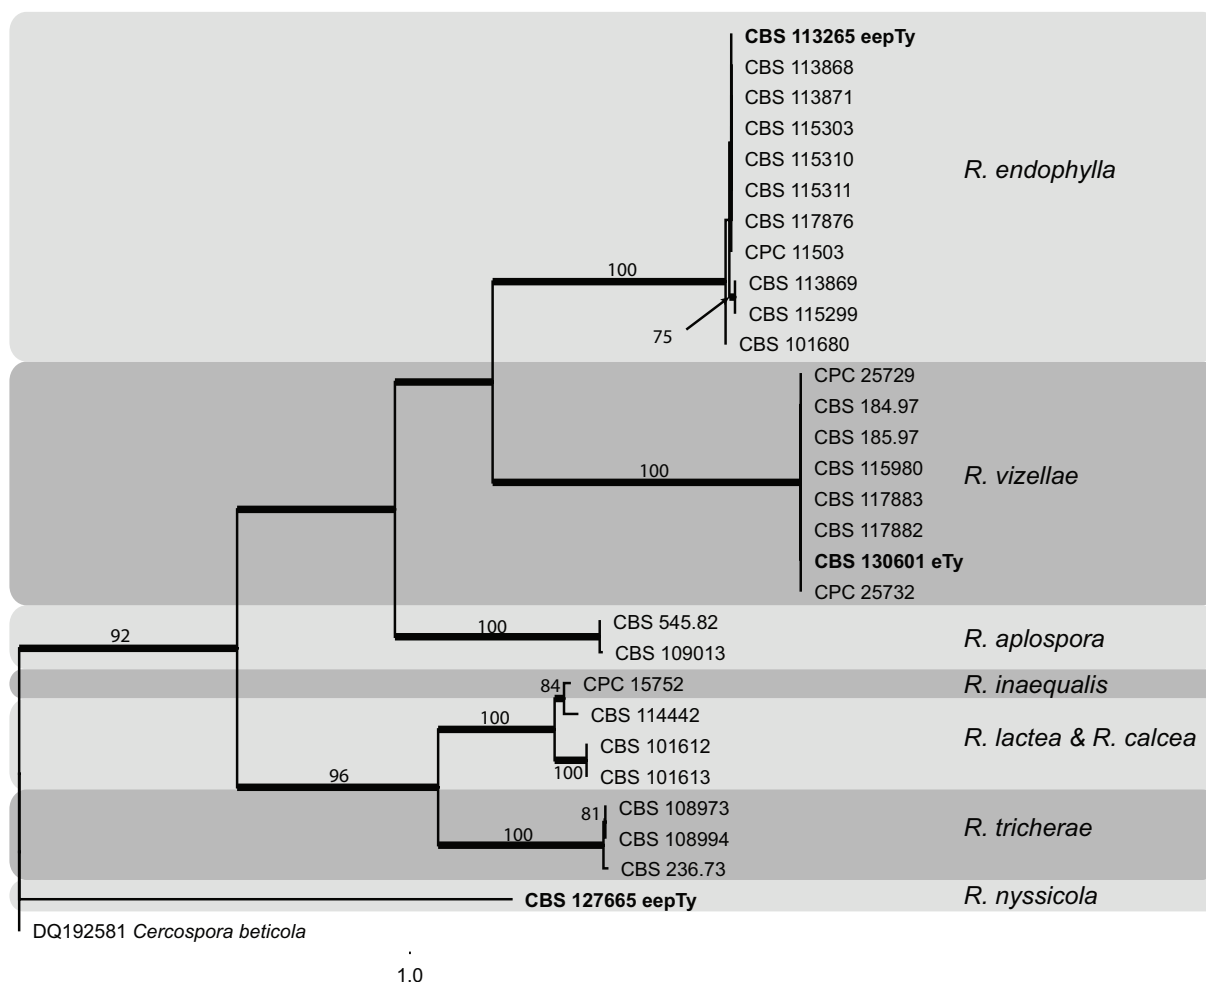 CBS 113265 eepTy
CBS 113868
CBS 113871
CBS 115303
CBS 115310
R. endophylla
CBS 115311
CBS 117876
CPC 11503
100
CBS 113869
CBS 115299
75
CBS 101680
CPC 25729
CBS 184.97
CBS 185.97
100
CBS 115980
R. vizellae
CBS 117883
CBS 117882
CBS 130601 eTy
CPC 25732
CBS 545.82
92
100
R. aplospora
CBS 109013
84
CPC 15752
R. inaequalis
100
CBS 114442
R. lactea & R. calcea
CBS 101612
96
100
CBS 101613
81
CBS 108973
R. tricherae
100
CBS 108994
CBS 236.73
CBS 127665 eepTy
R. nyssicola
DQ192581 Cercospora beticola
1.0